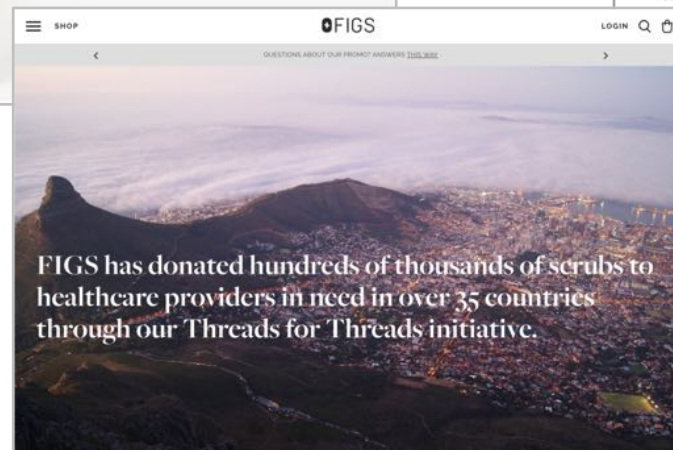 SHOP
FIGS
LOGIN
QUESTIONS ABOUT OUR PROMO? ANSWERS THIS WAY
FIGS has donated hundreds of thousands of scrubs to
healthcare providers in need in over 35 countries
through our Threads for Threads initiative.